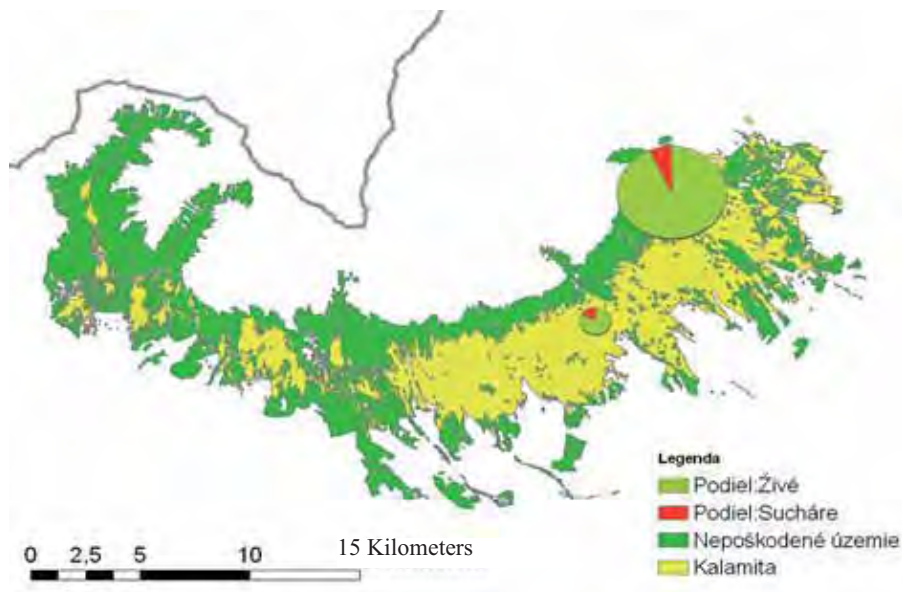 Legenda
Podiel:Živé
Podiel:Sucháre
Nepoškodené územie
Kalamita
0 2,5 5 10 15 Kilometers